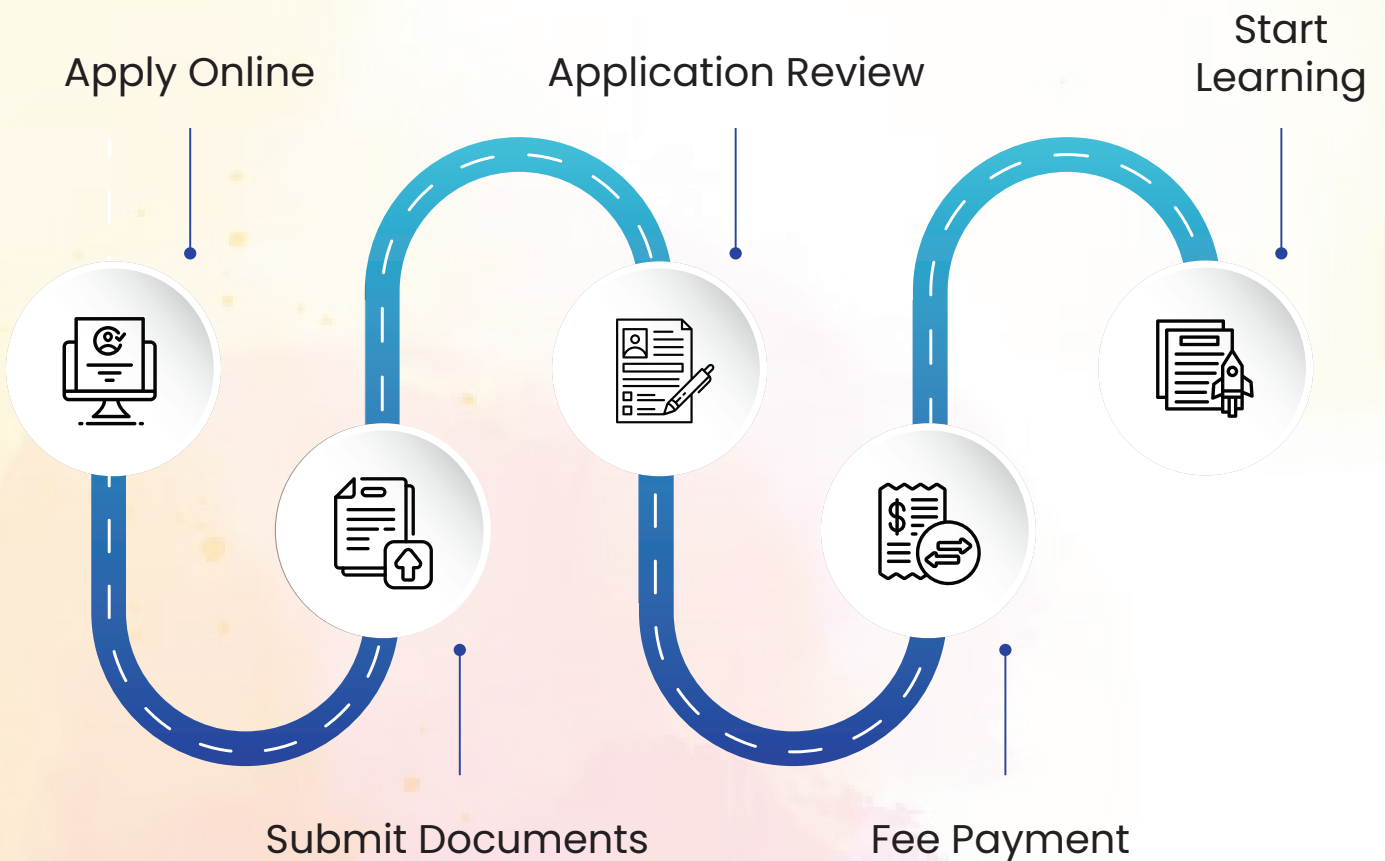 Apply Online
Application Review
Start
Learning
$
Submit Documents
Fee Payment